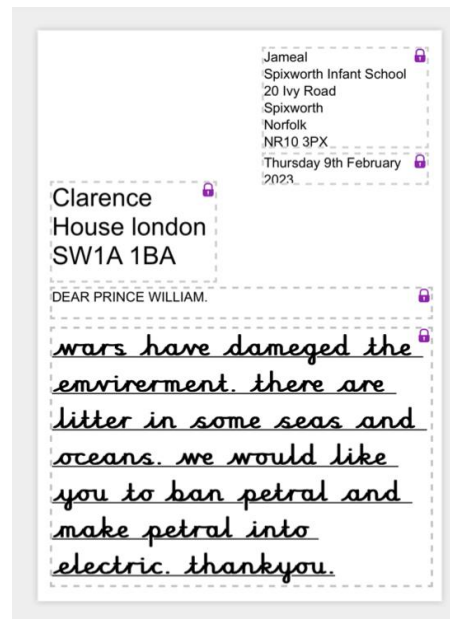 Jameal
Spixworth Infant School
20 Ivy Road
Spixworth
Norfolk
NR10 3PX
Thursday 9th February
2023
Clarence
House london
SW1A 1BA
DEAR PRINCE WILLIAM.
wars have dameged the
emvirerment. there are
litter in some seas and
oceans. we would like
you to ban petral and
make petral into
electric. thankyou.